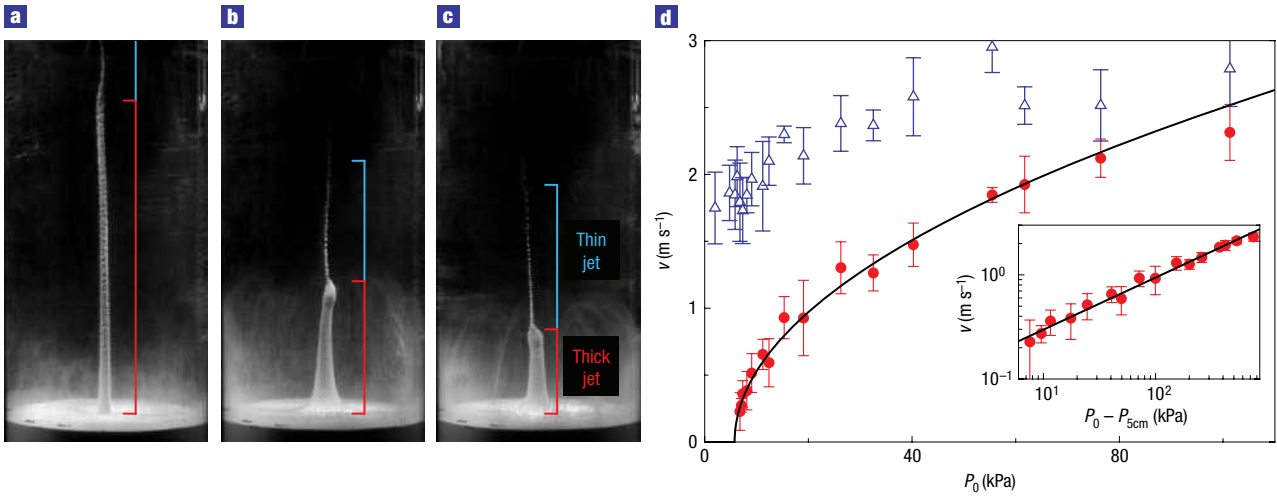 a
b
c
d
Thin
jet
Thick
jet
3
2
1
0
v (m s⁻¹)
0
40
80
P₀ (kPa)
10⁰
10⁻¹
v (m s⁻¹)
10¹
10²
P₀ – P₅cm (kPa)